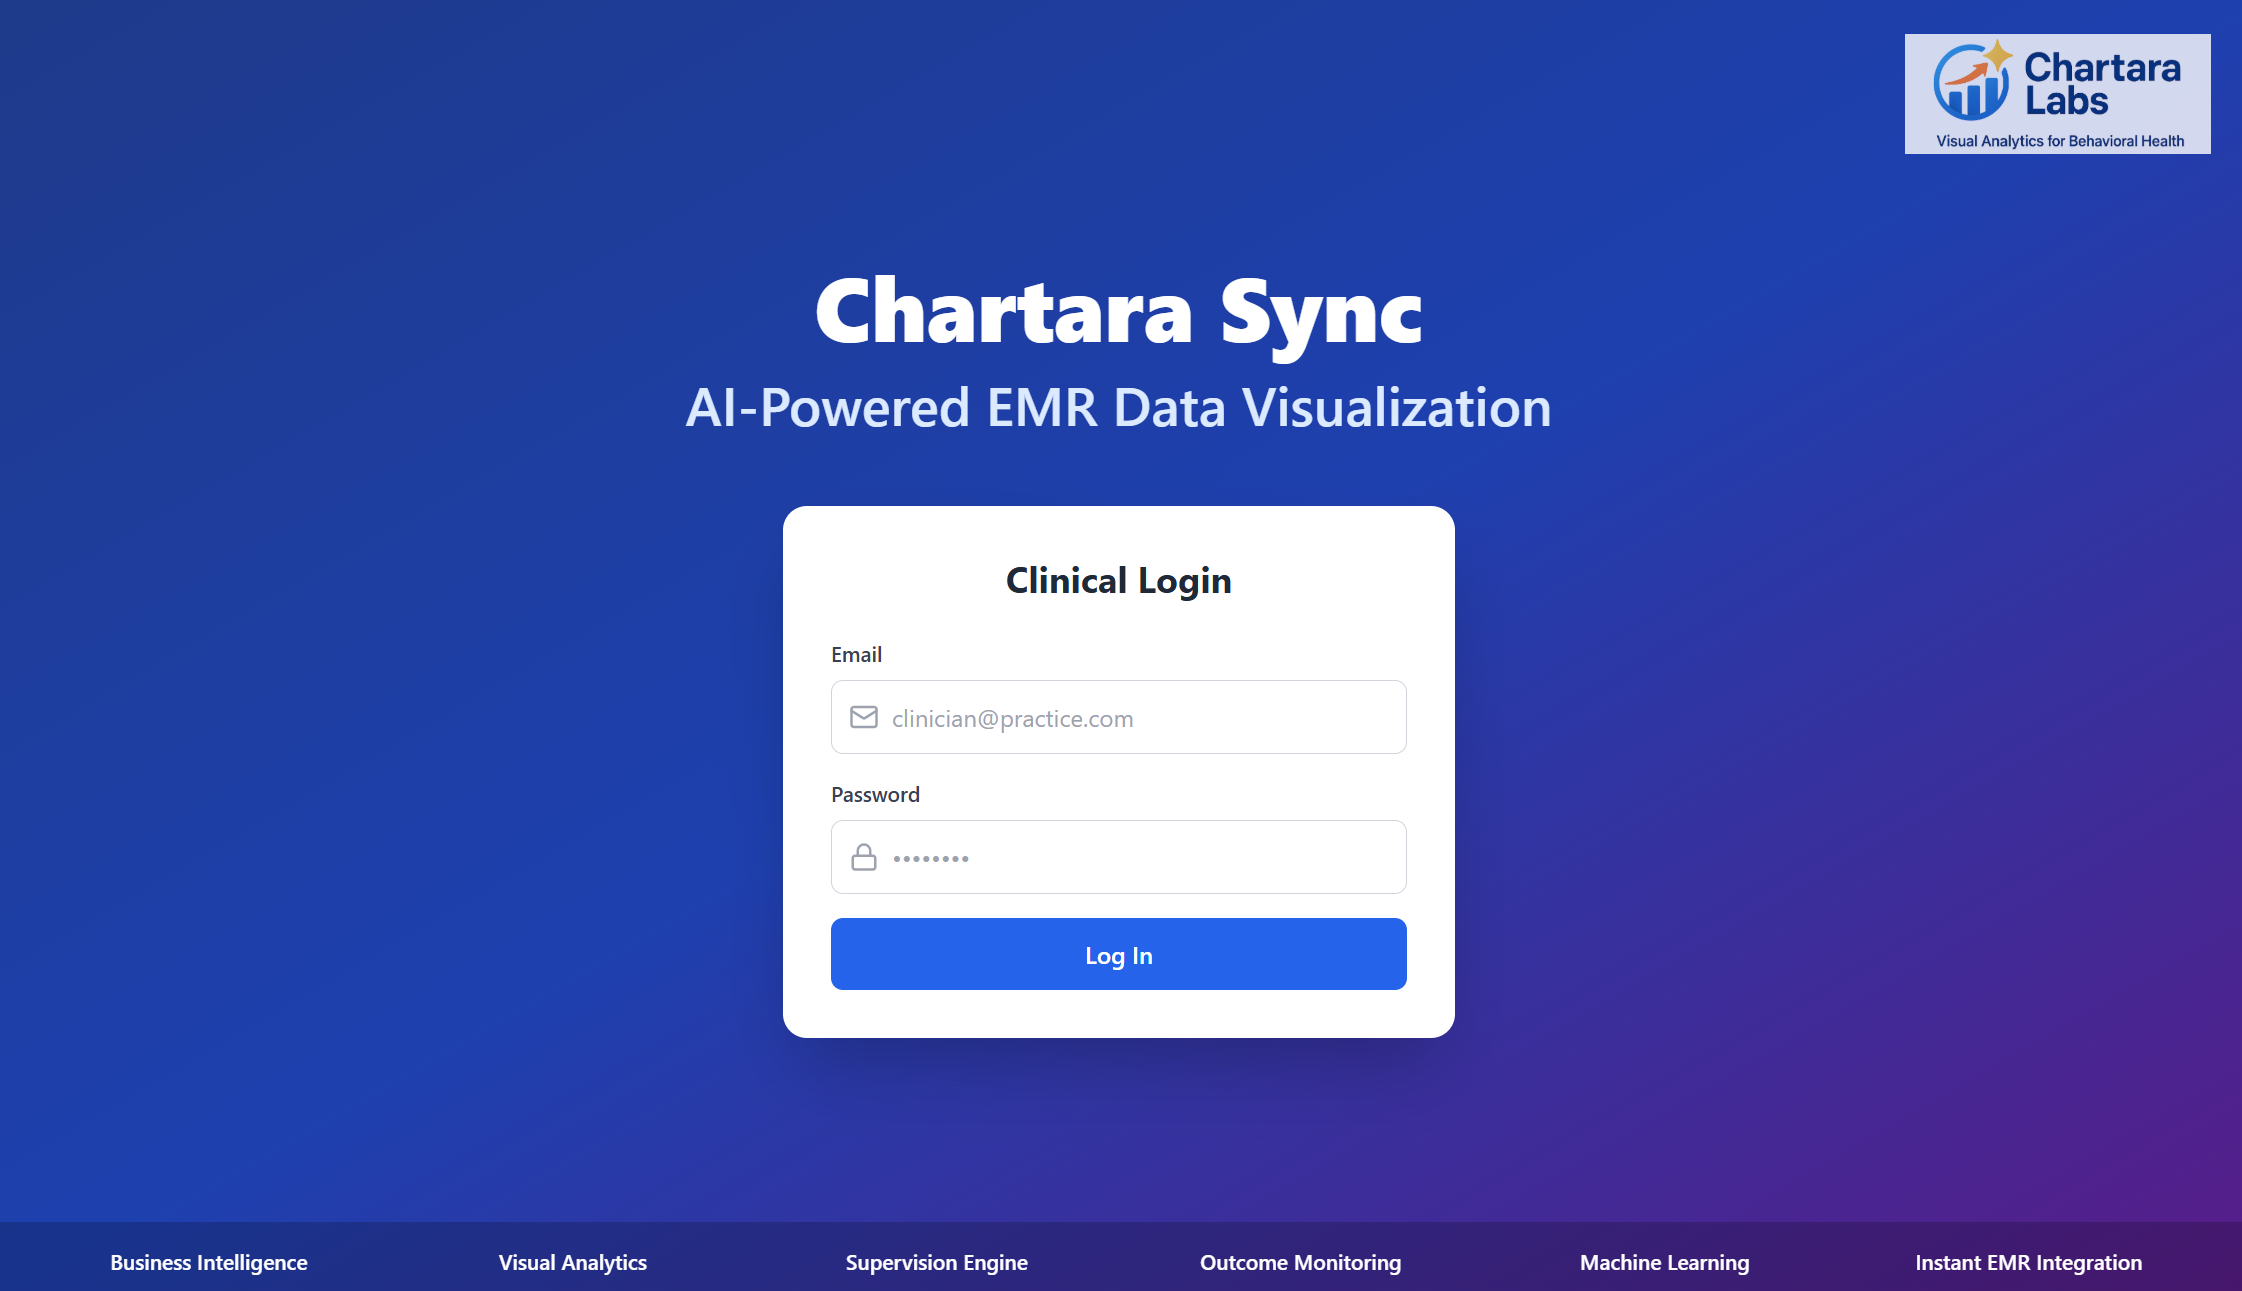 Chartara
Labs
Visual Analytics for Behavioral Health
Chartara Sync
AI-Powered EMR Data Visualization
Clinical Login
Email
clinician@practice.com
Password
••••••••
Log In
Business Intelligence
Visual Analytics
Supervision Engine
Outcome Monitoring
Machine Learning
Instant EMR Integration